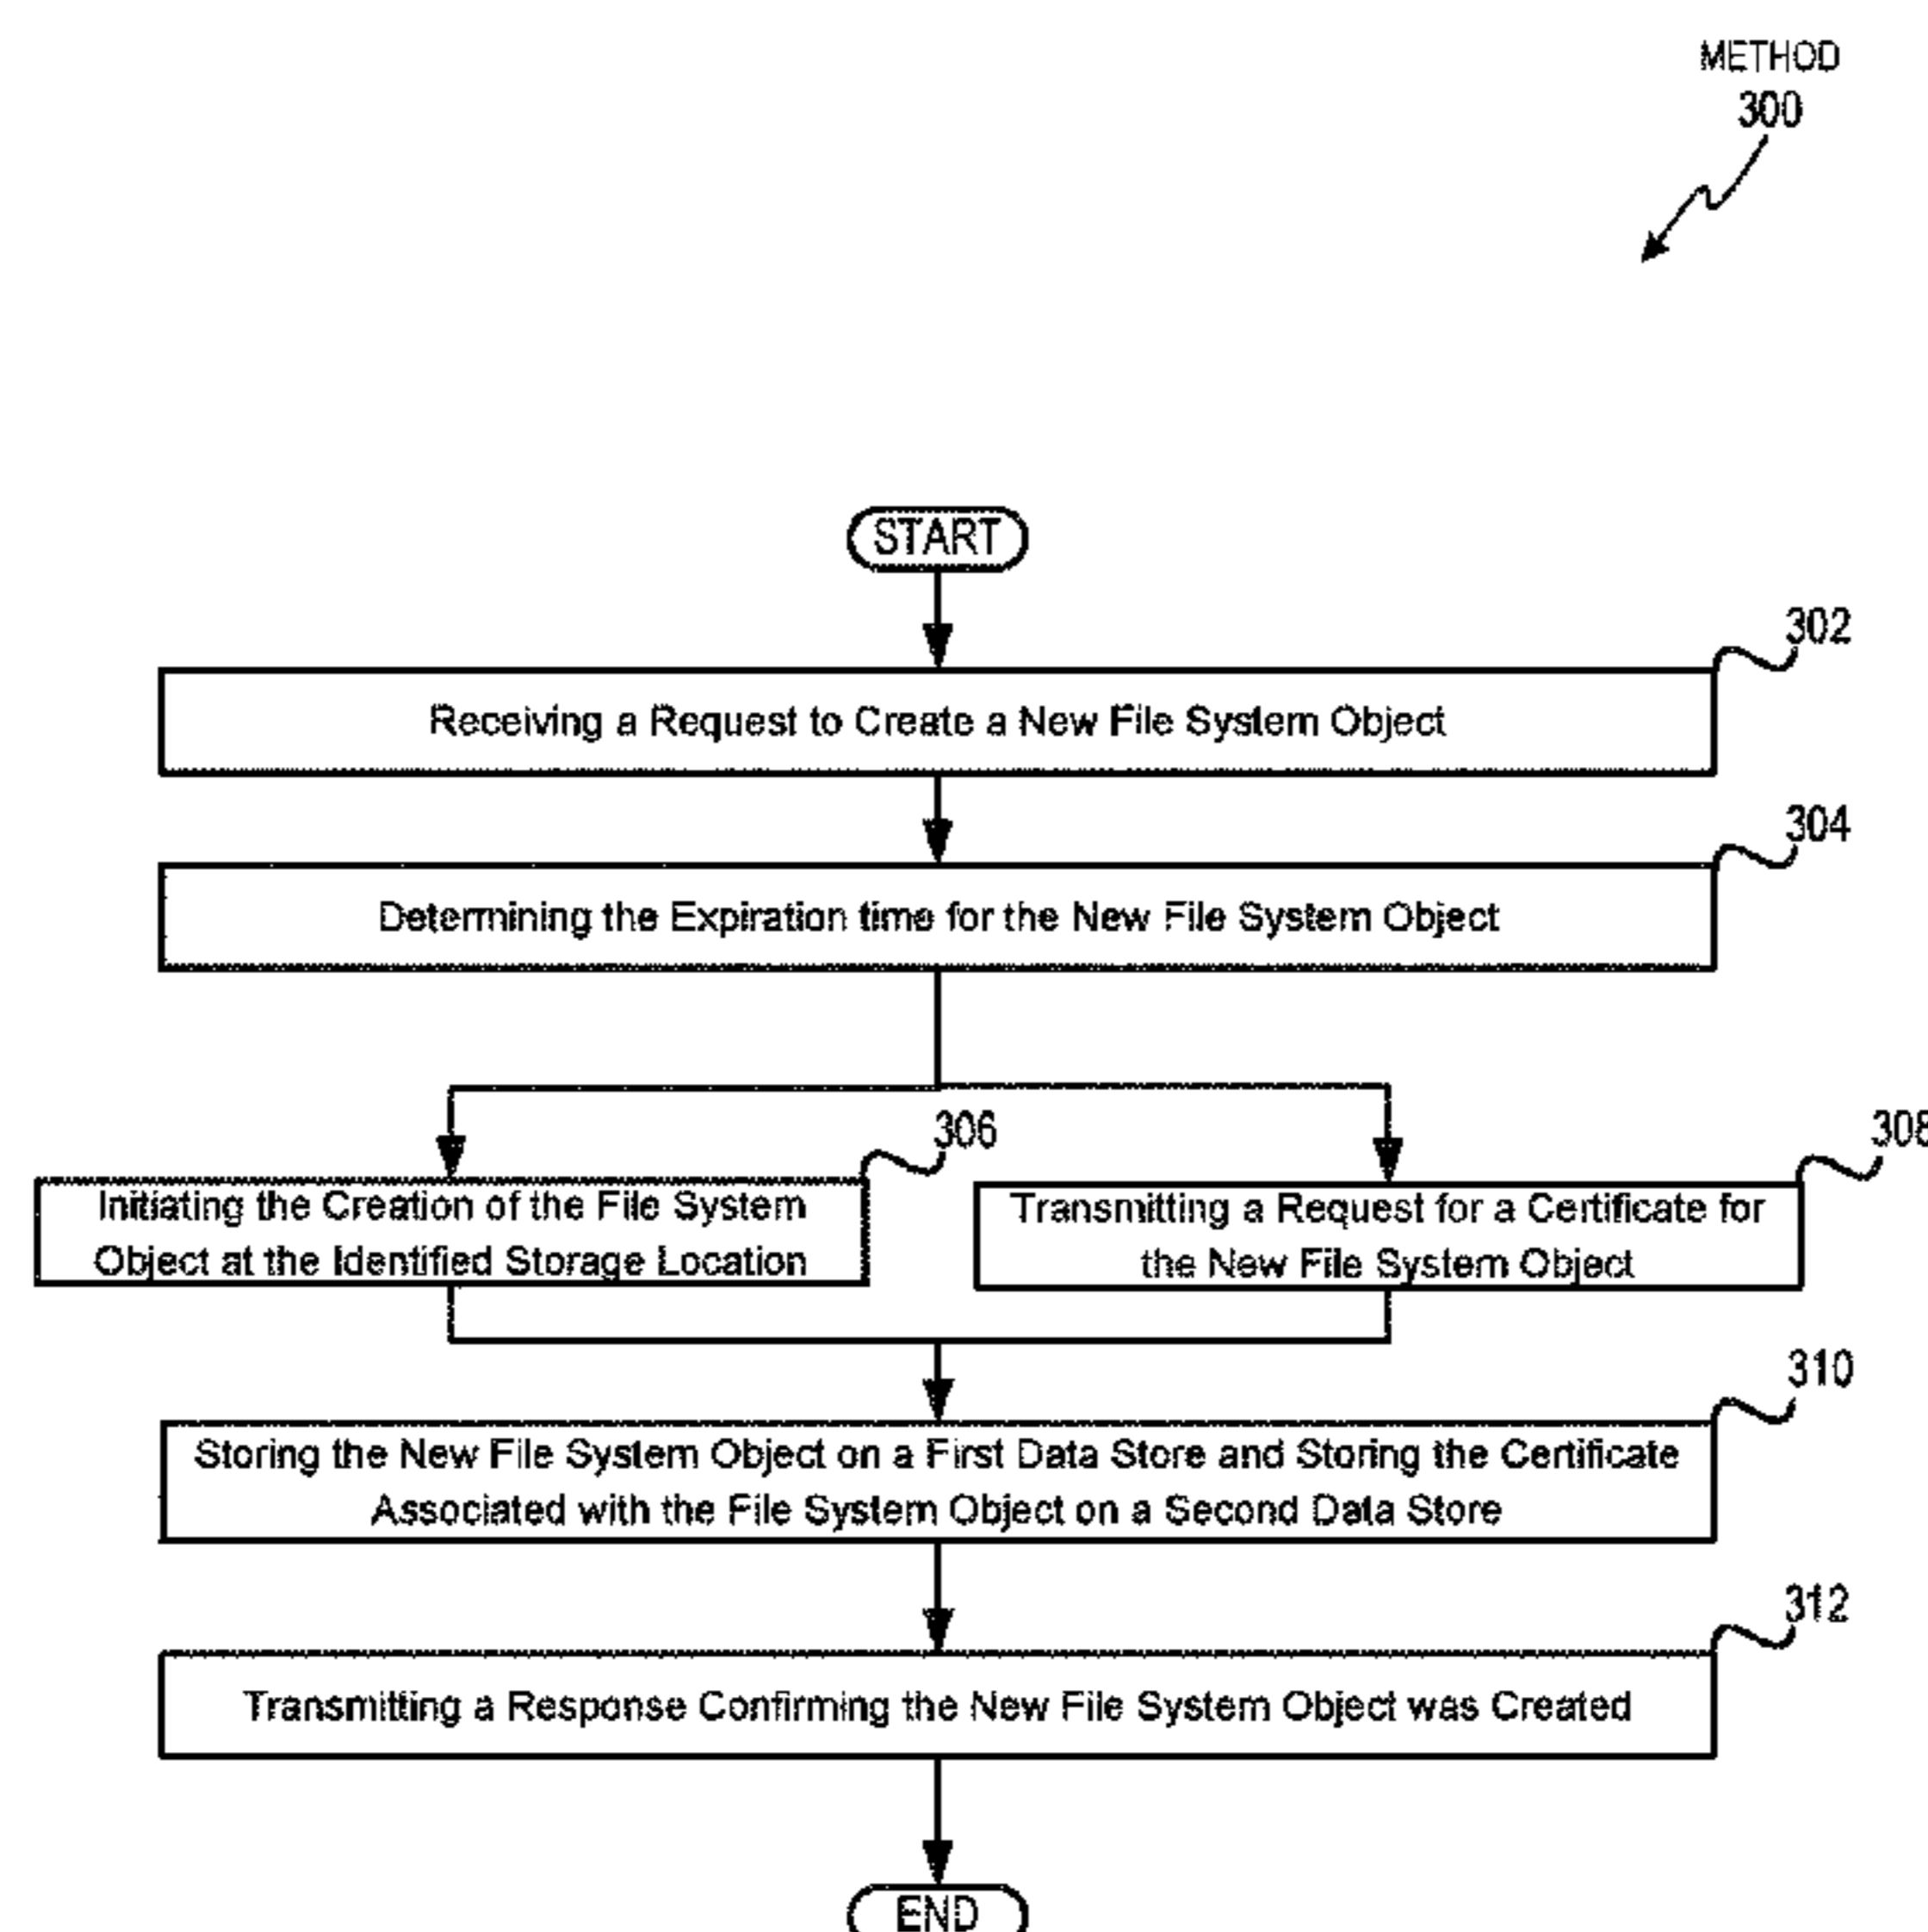 METHOD
300
START
302
Receiving a Request to Create a New File System Object
304
Determining the Expiration time for the New File System Object
306
Initiating the Creation of the File System
Object at the Identified Storage Location
308
Transmitting a Request for a Certificate for
the New File System Object
310
Storing the New File System Object on a First Data Store and Storing the Certificate
Associated with the File System Object on a Second Data Store
312
Transmitting a Response Confirming the New File System Object was Created
END